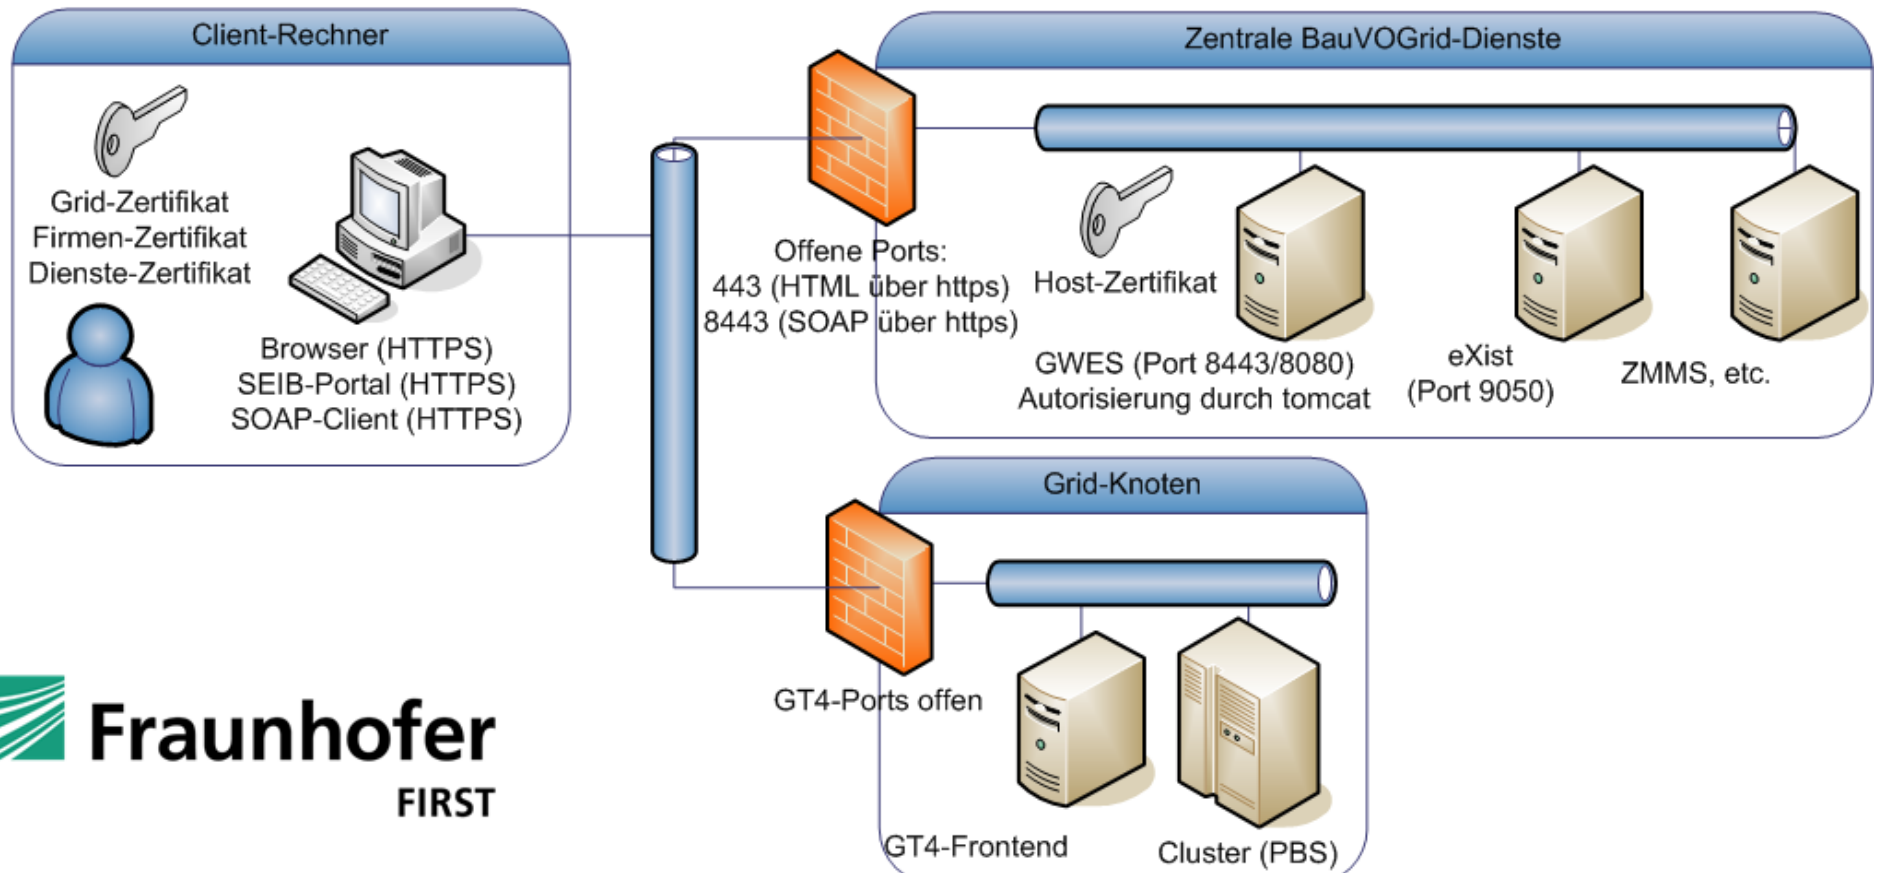 Client-Rechner
Grid-Zertifikat
Firmen-Zertifikat
Dienste-Zertifikat
Browser (HTTPS)
SEIB-Portal (HTTPS)
SOAP-Client (HTTPS)
Offene Ports:
443 (HTML über https)
8443 (SOAP über https)
Zentrale BauVOGrid-Dienste
Host-Zertifikat
GWES (Port 8443/8080)
Autorisierung durch tomcat
eXist
(Port 9050)
ZMMS, etc.
Grid-Knoten
GT4-Ports offen
GT4-Frontend
Cluster (PBS)
Fraunhofer
FIRST